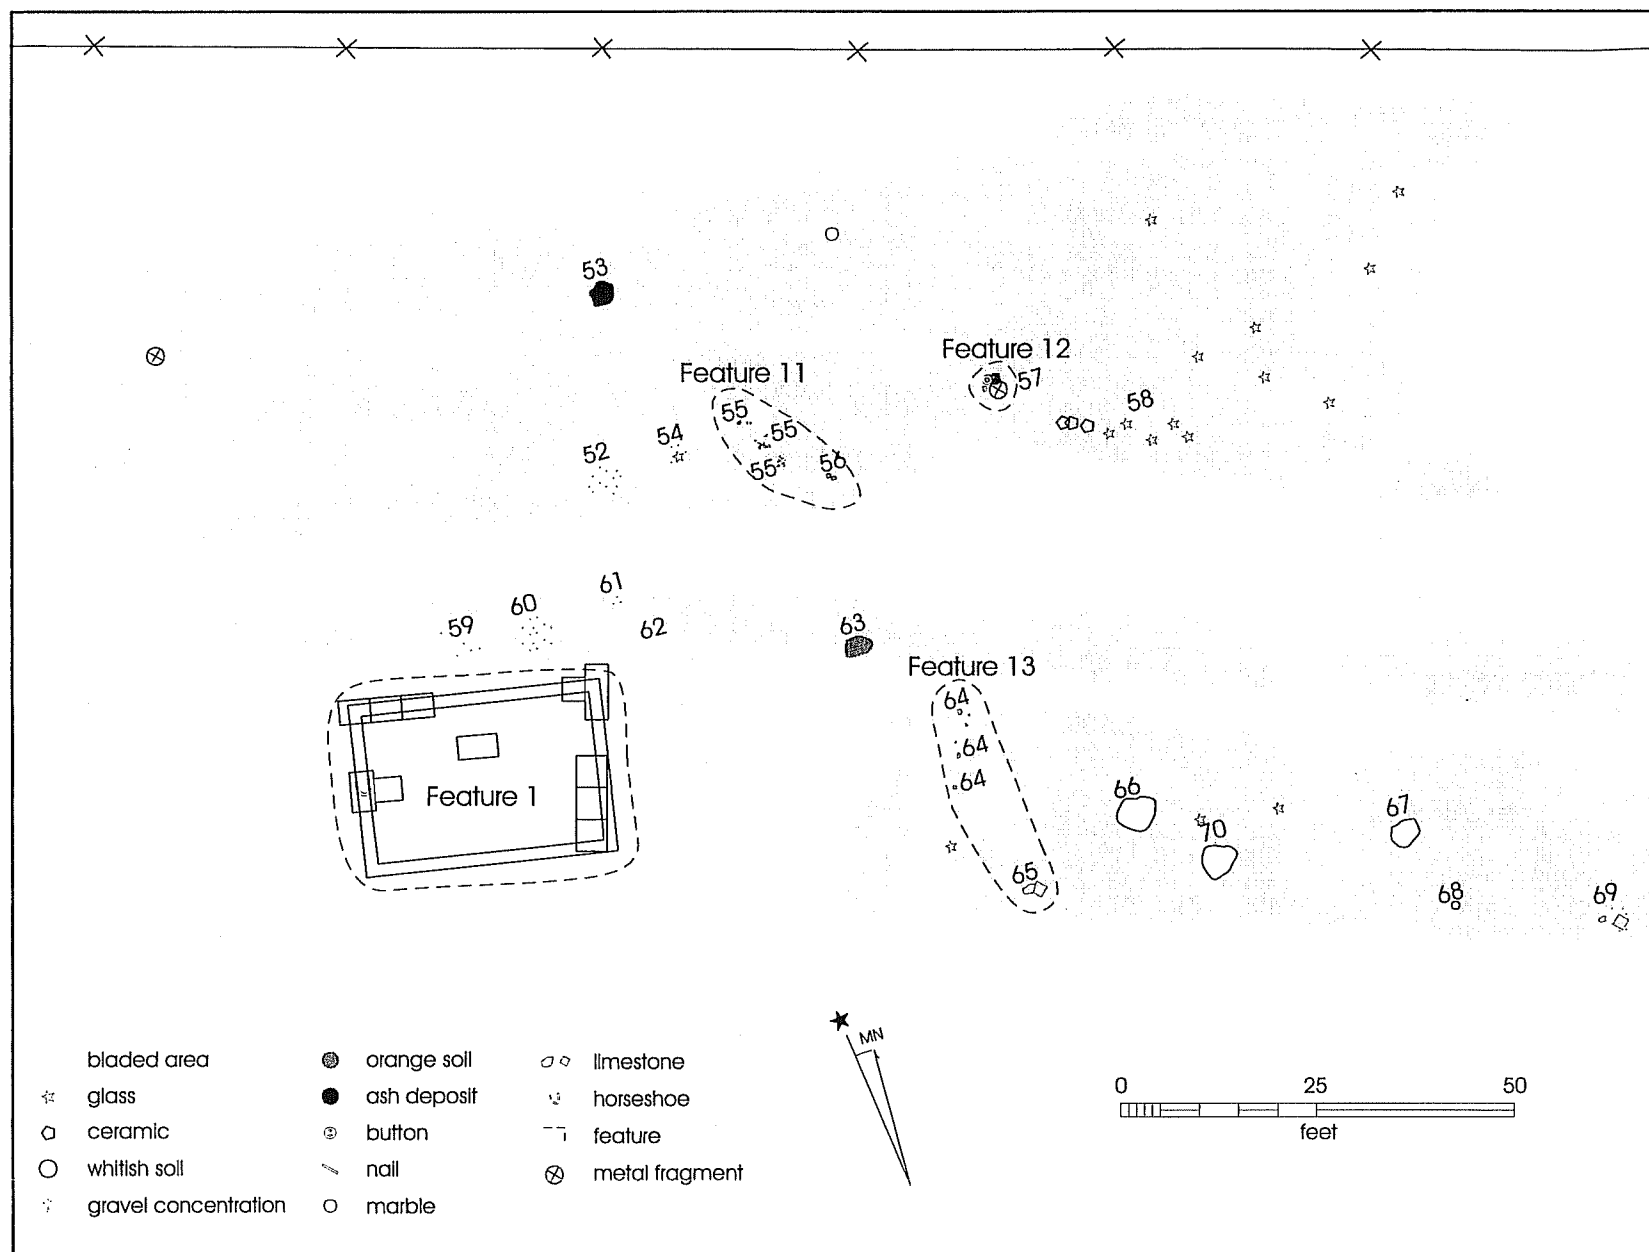 53
Feature 12
57
Feature 11
58
55
54
55
52
55
56
61
60
59
62
63
Feature 13
64
64
64
Feature 1
66
67
70
65
68
69
MN
bladed area
glass
ceramic
whitish soil
gravel concentration
orange soil
ash deposit
button
nail
marble
limestone
horseshoe
feature
metal fragment
0 25 50
feet